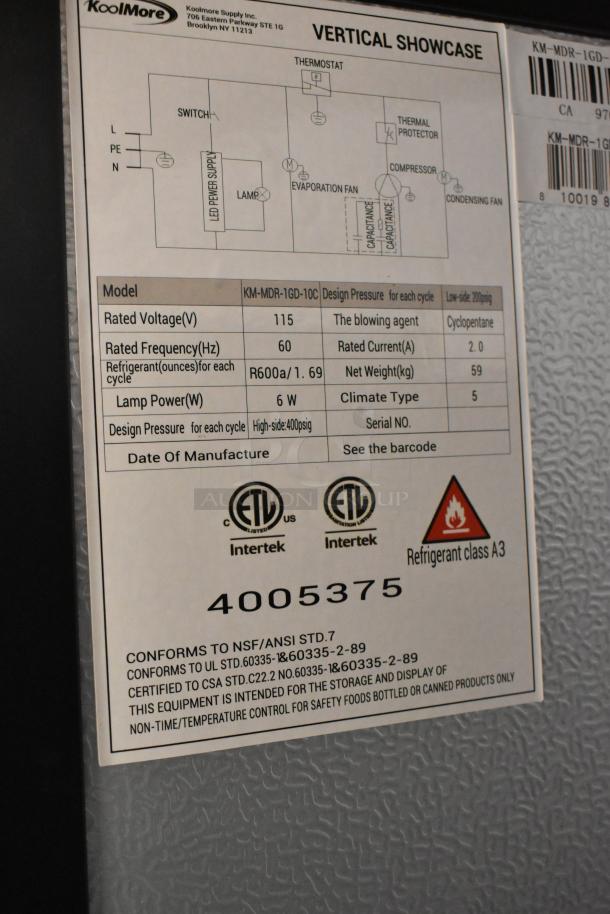 KoolMore
Koolmore Supply Inc.
706 Eastern Parkway STE 1G
Brooklyn NY 11213
VERTICAL SHOWCASE
THERMOSTAT
SWITCH
THERMAL
PROTECTOR
L
PE
N
LED POWER SUPPLY
LAMP
M
EVAPORATION FAN
COMPRESSOR
M
CONDENSING FAN
CAPACITANCE
CAPACITANCE
Model KM-MDR-1GD-10C Design Pressure for each cycle Low-side: 200psig
Rated Voltage(V) 115 The blowing agent Cyclopentane
Rated Frequency(Hz) 60 Rated Current(A) 2.0
Refrigerant(ounces)for each
cycle R600a/1.69 Net Weight(kg) 59
Lamp Power(W) 6 W Climate Type 5
Design Pressure for each cycle High-side:400psig Serial NO.
Date Of Manufacture See the barcode
C ETL LISTED US
Intertek
ETL
Intertek
Refrigerant class A3
AUCTION GROUP
4005375
CONFORMS TO NSF/ANSI STD.7
CONFORMS TO UL STD.60335-1&60335-2-89
CERTIFIED TO CSA STD.C22.2 NO.60335-1&60335-2-89
THIS EQUIPMENT IS INTENDED FOR THE STORAGE AND DISPLAY OF
NON-TIME/TEMPERATURE CONTROL FOR SAFETY FOODS BOTTLED OR CANNED PRODUCTS ONLY
KM-MDR-1GD-
CA 97
KM-MDR-1G
8 10019 8